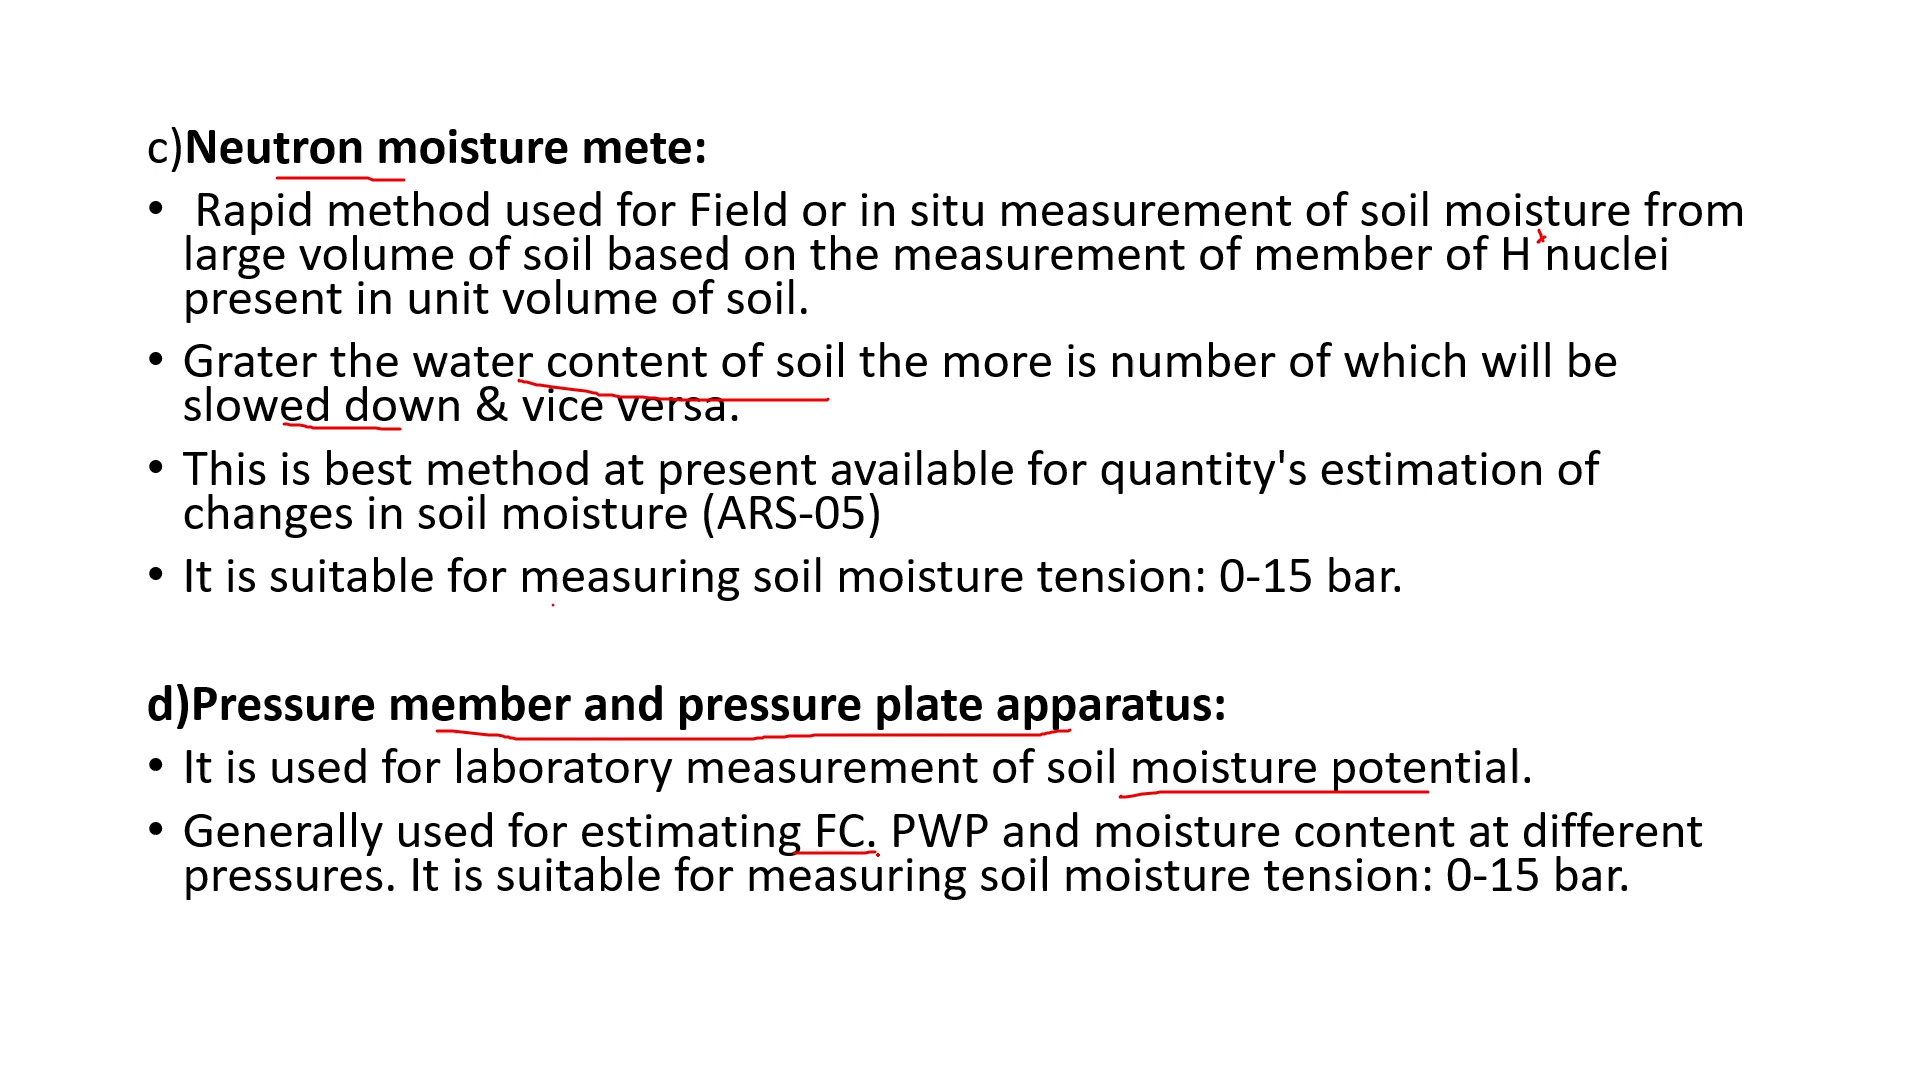 c)Neutron moisture mete:
• Rapid method used for Field or in situ measurement of soil moisture from
large volume of soil based on the measurement of member of H nuclei
present in unit volume of soil.
• Grater the water content of soil the more is number of which will be
slowed down & vice versa.
• This is best method at present available for quantity's estimation of
changes in soil moisture (ARS-05)
• It is suitable for measuring soil moisture tension: 0-15 bar.
d)Pressure member and pressure plate apparatus:
• It is used for laboratory measurement of soil moisture potential.
• Generally used for estimating FC. PWP and moisture content at different
pressures. It is suitable for measuring soil moisture tension: 0-15 bar.